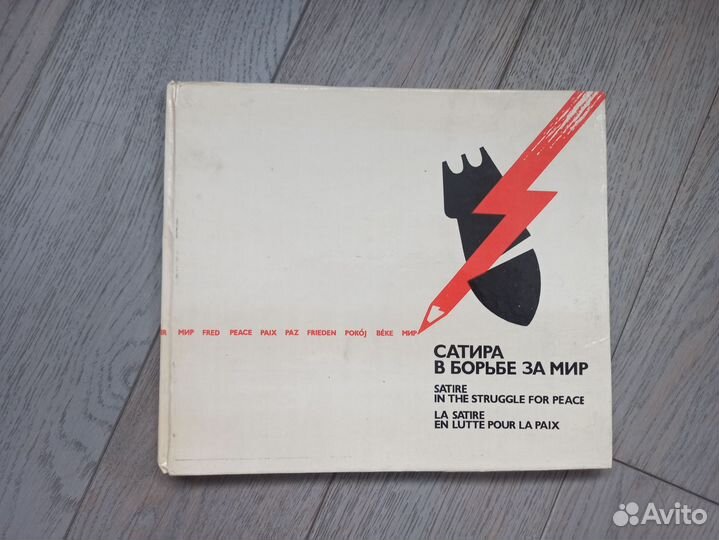 МИР FRED PEACE PAIX PAZ FRIEDEN POKÓJ BÉKE МИР
САТИРА
В БОРЬБЕ ЗА МИР
SATIRE
IN THE STRUGGLE FOR PEACE
LA SATIRE
EN LUTTE POUR LA PAIX
Avito